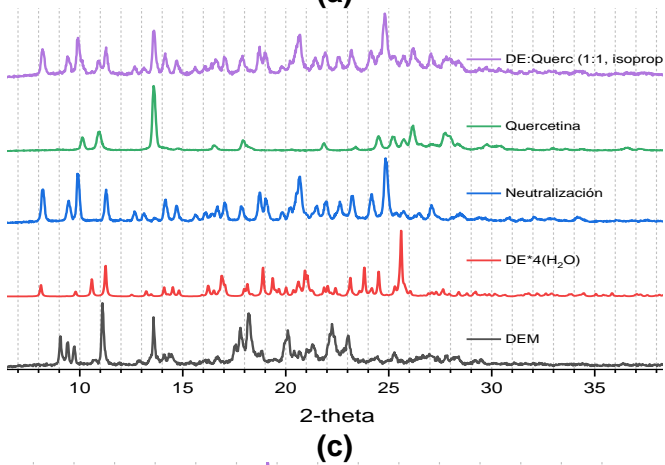 (a)
DE:Querc (1:1, isoprop
Quercetina
Neutralización
DE*4(H₂O)
DEM
10 15 20 25 30 35
2-theta
(c)